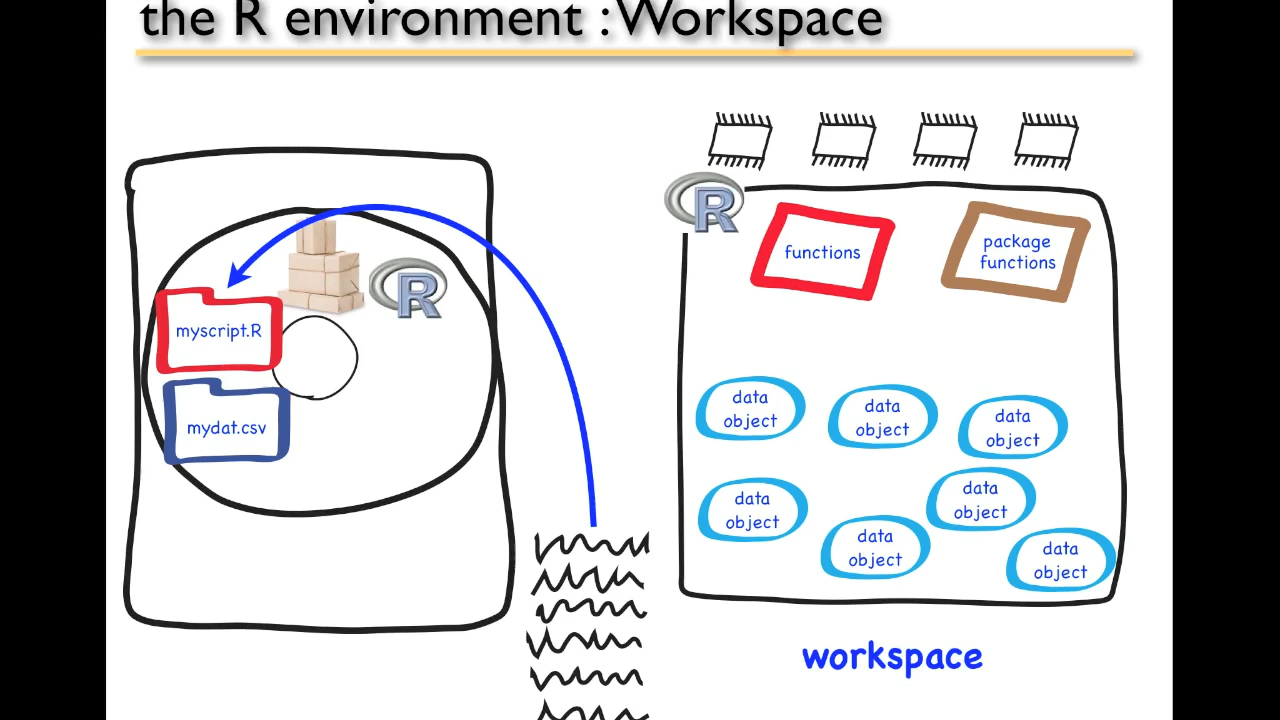 the R environment : Workspace
R
functions
package
functions
R
myscript.R
mydat.csv
data
object
data
object
data
object
data
object
data
object
data
object
data
object
workspace